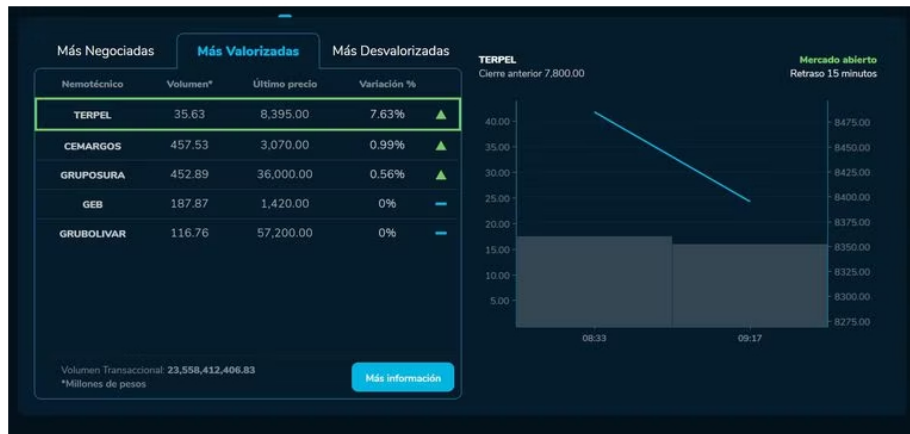 Más Negociadas Más Valorizadas Más Desvalorizadas
Nemotécnico Volumen* Último precio Variación %
TERPEL 35.63 8,395.00 7.63%
CEMARGOS 457.53 3,070.00 0.99%
GRUPOSURA 452.89 36,000.00 0.56%
GEB 187.87 1,420.00 0%
GRUBOLIVAR 116.76 57,200.00 0%
Volumen Transaccional: 23,558,412,406.83
*Millones de pesos
Más información
TERPEL Mercado abierto
Cierre anterior 7,800.00 Retraso 15 minutos
40.00 8475.00
35.00 8450.00
30.00 8425.00
25.00 8400.00
20.00 8375.00
15.00 8350.00
10.00 8325.00
5.00 8300.00
8275.00
08:33 09:17